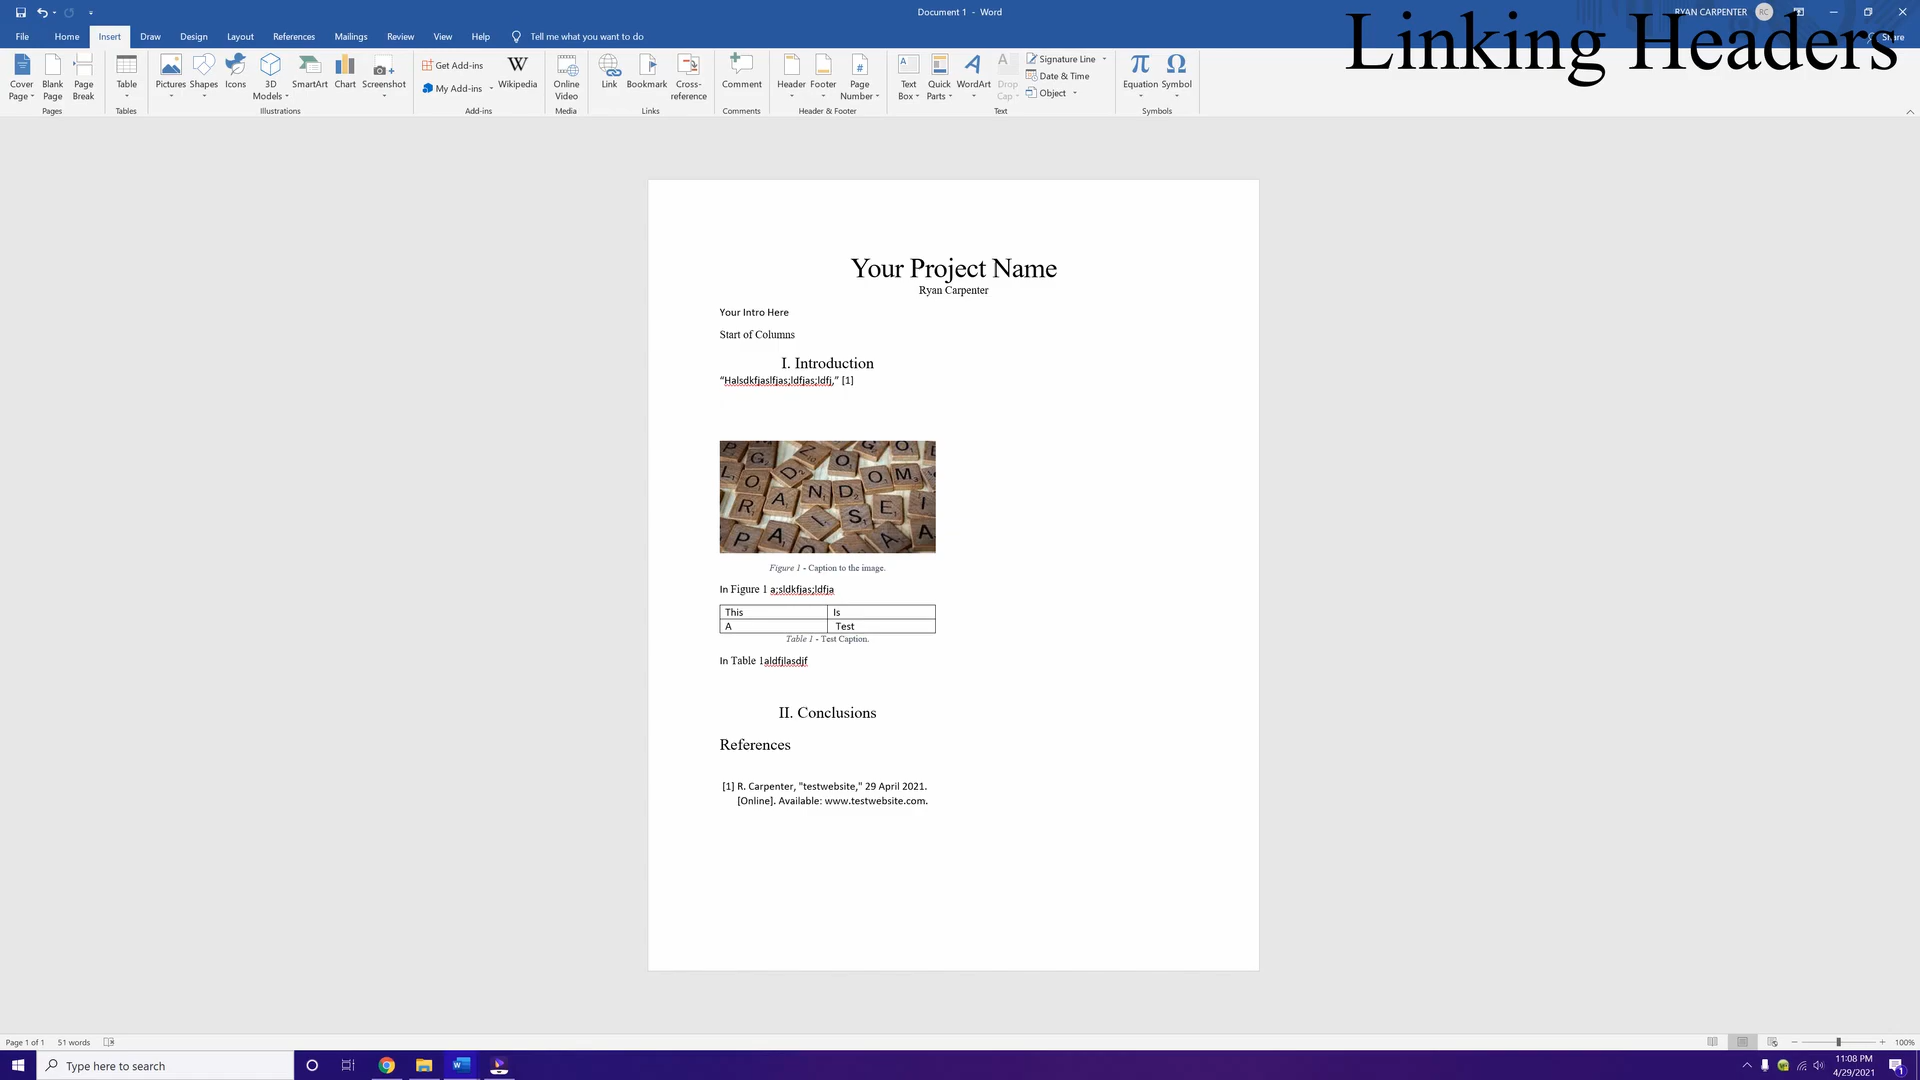 Document 1 - Word
RYAN CARPENTER
RC
Linking Headers
Share
File
Home
Insert
Draw
Design
Layout
References
Mailings
Review
View
Help
Tell me what you want to do
Cover Page
Blank Page
Page Break
Pages
Table
Tables
Pictures
Shapes
Icons
3D Models
SmartArt
Chart
Screenshot
Illustrations
Get Add-ins
My Add-ins
W
Wikipedia
Add-ins
Online Video
Media
Link
Bookmark
Cross-reference
Links
Comment
Comments
Header
Footer
Page Number
Header & Footer
Text Box
Quick Parts
WordArt
Drop Cap
Signature Line
Date & Time
Object
Text
Equation
Symbol
Symbols
Your Project Name
Ryan Carpenter
Your Intro Here
Start of Columns
I. Introduction
“Halsdkfjaslfjas;ldfjas;ldfj,” [1]
Figure 1 - Caption to the image.
In Figure 1 a;sldkfjas;ldfja
This Is
A Test
Table 1 - Test Caption.
In Table 1aldfjlasdjf
II. Conclusions
References
[1] R. Carpenter, "testwebsite," 29 April 2021.
[Online]. Available: www.testwebsite.com.
Page 1 of 1
51 words
100%
Type here to search
11:08 PM
4/29/2021
1